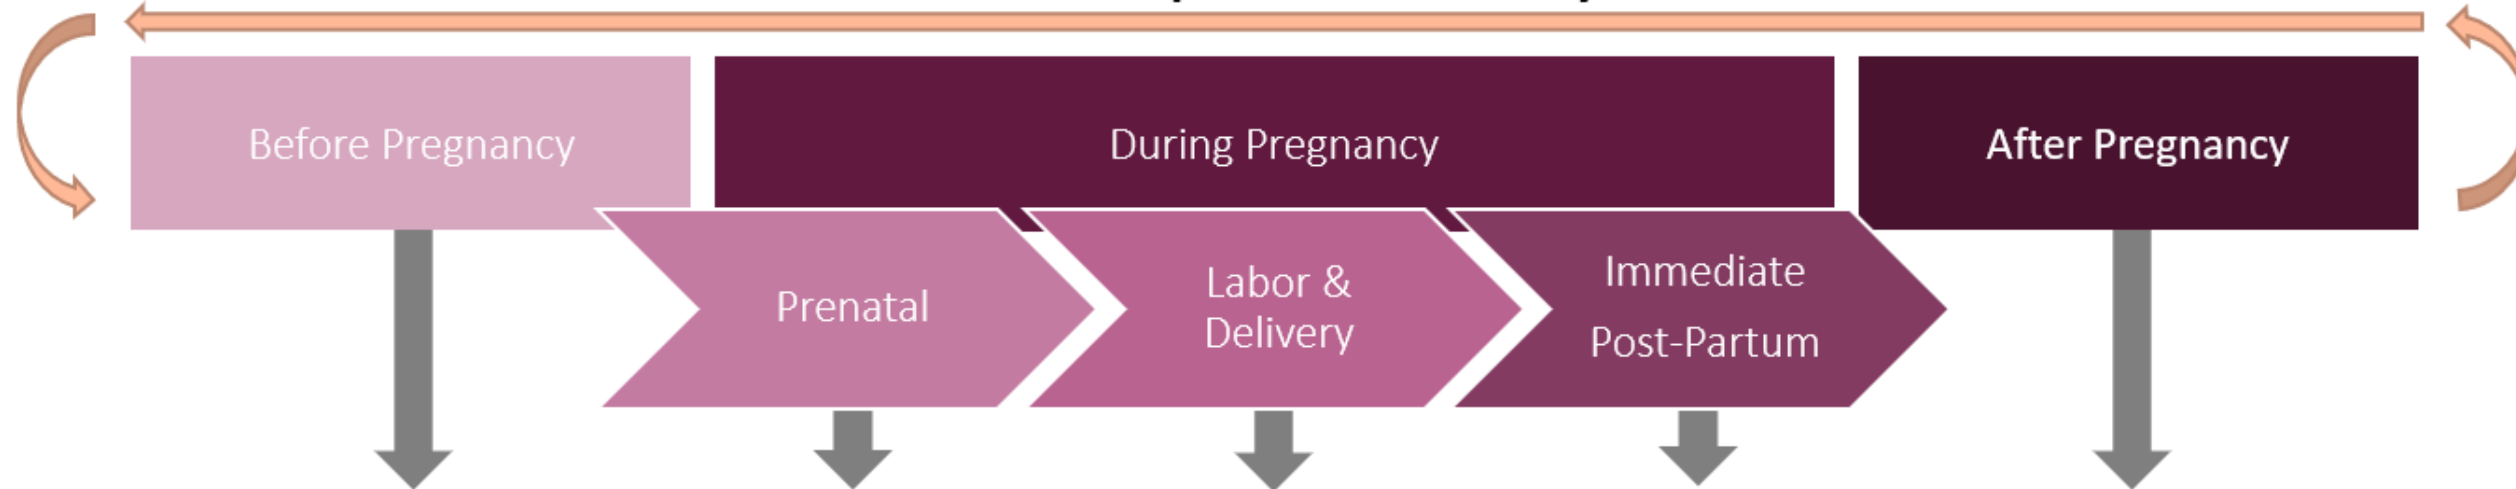 Before Pregnancy
During Pregnancy
After Pregnancy
Prenatal
Labor &
Delivery
Immediate
Post-Partum